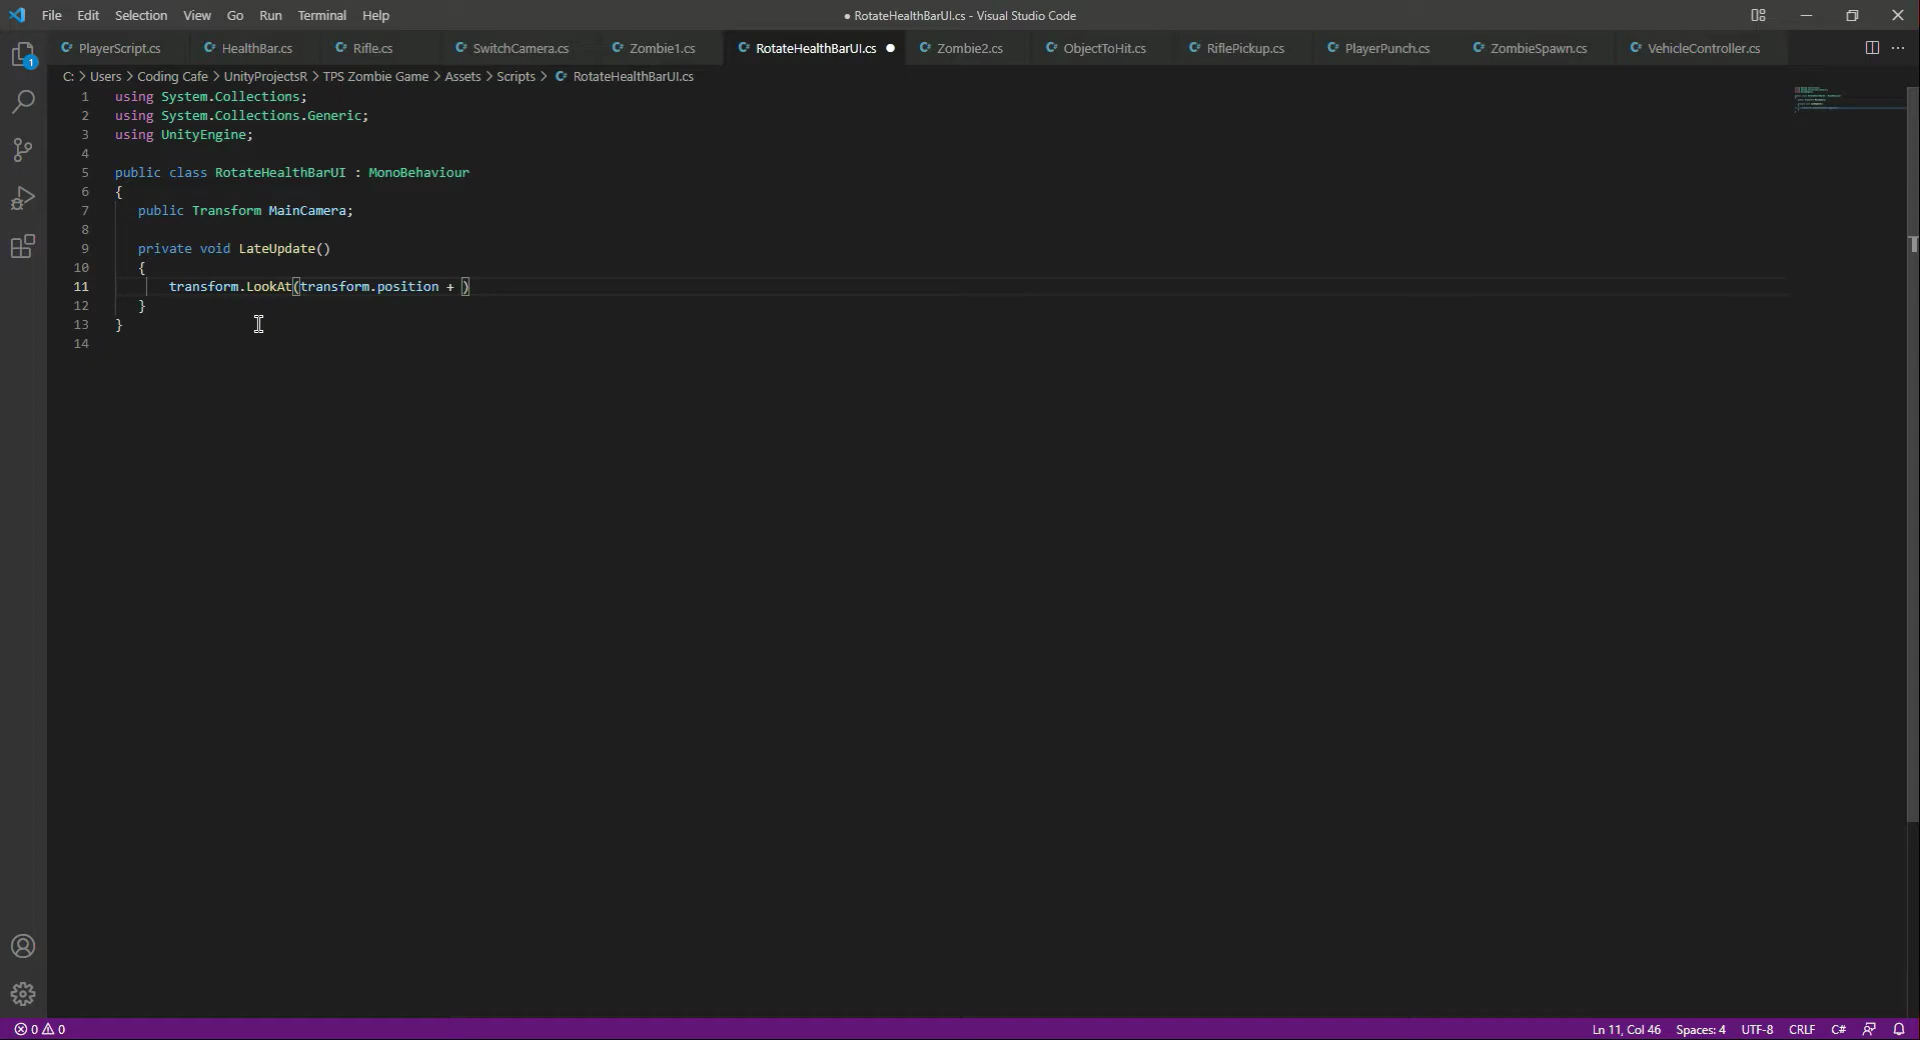 File Edit Selection View Go Run Terminal Help ● RotateHealthBarUI.cs - Visual Studio Code
PlayerScript.cs HealthBar.cs Rifle.cs SwitchCamera.cs Zombie1.cs RotateHealthBarUI.cs ● Zombie2.cs ObjectToHit.cs RiflePickup.cs PlayerPunch.cs ZombieSpawn.cs VehicleController.cs
C: > Users > Coding Cafe > UnityProjectsR > TPS Zombie Game > Assets > Scripts > RotateHealthBarUI.cs
1 using System.Collections;
2 using System.Collections.Generic;
3 using UnityEngine;
4
5 public class RotateHealthBarUI : MonoBehaviour
6 {
7 public Transform MainCamera;
8
9 private void LateUpdate()
10 {
11 transform.LookAt(transform.position + )
12 }
13 }
14
0 0 Ln 11, Col 46 Spaces: 4 UTF-8 CRLF C#